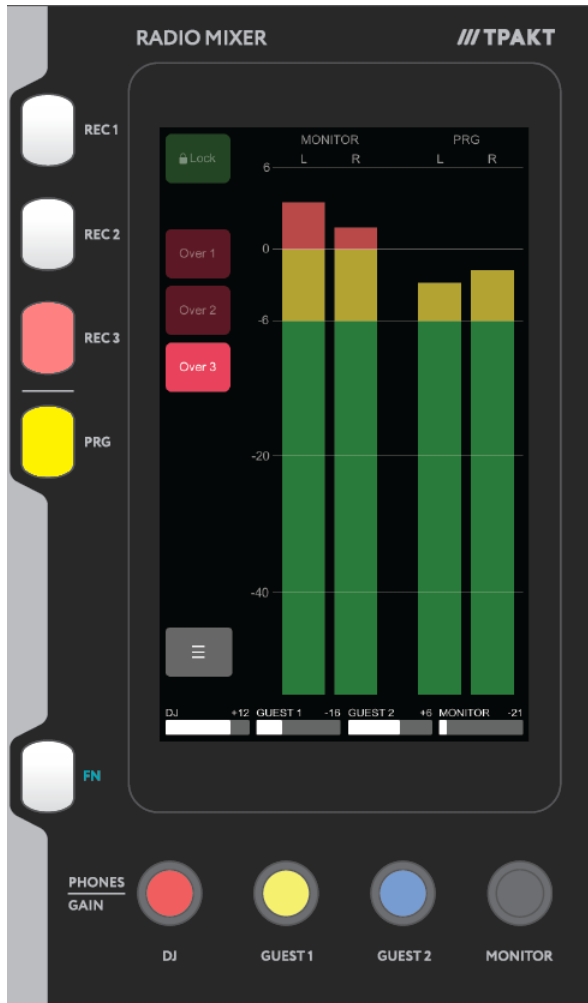 RADIO MIXER
/// TPAKT
REC 1
REC 2
REC 3
PRG
FN
Lock
Over 1
Over 2
Over 3
☰
MONITOR PRG
L R L R
6
0
-6
-20
-40
DJ +12 GUEST 1 -16 GUEST 2 +6 MONITOR -21
PHONES
GAIN
DJ GUEST 1 GUEST 2 MONITOR